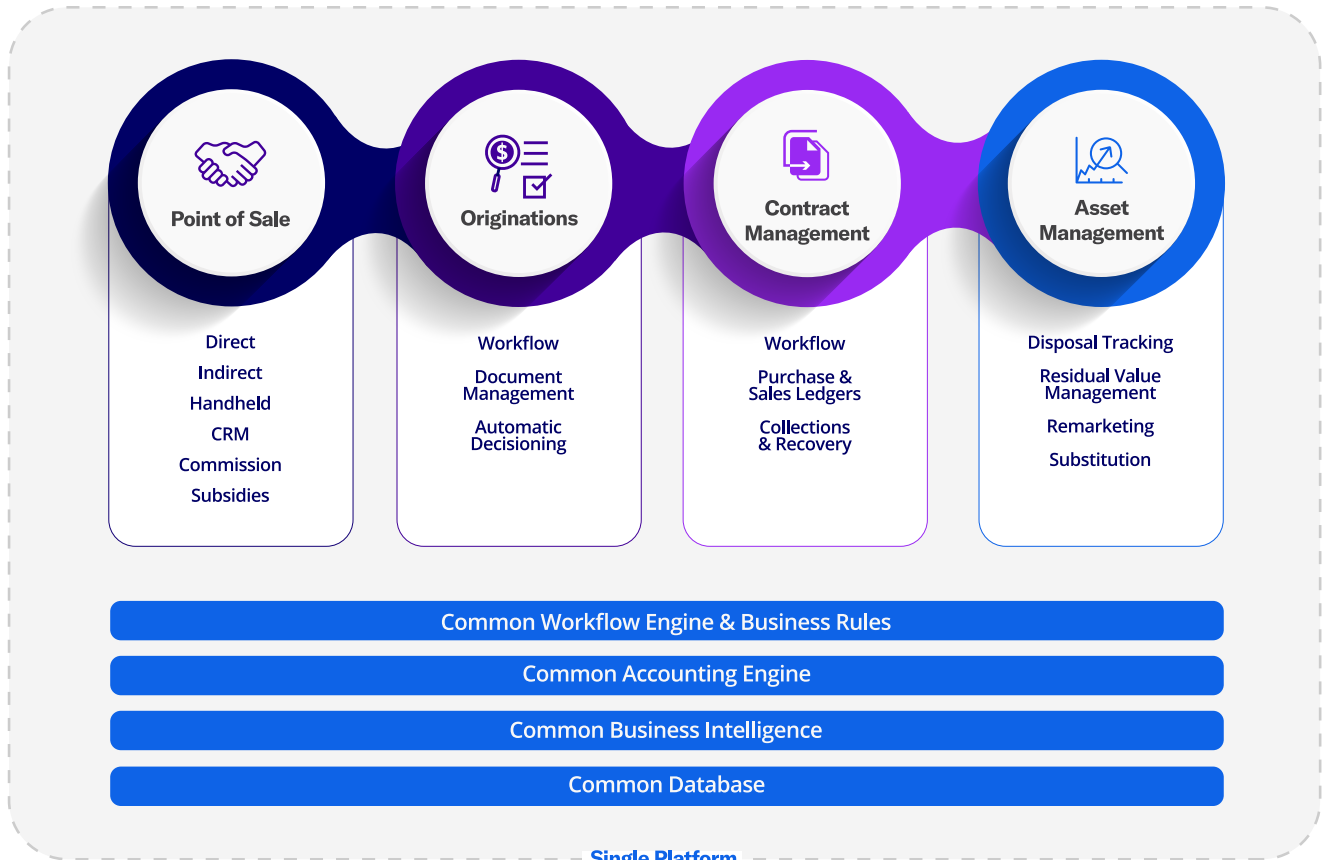 Point of Sale
Originations
Contract
Management
Asset
Management
Direct
Indirect
Handheld
CRM
Commission
Subsidies
Workflow
Document
Management
Automatic
Decisioning
Workflow
Purchase &
Sales Ledgers
Collections
& Recovery
Disposal Tracking
Residual Value
Management
Remarketing
Substitution
Common Workflow Engine & Business Rules
Common Accounting Engine
Common Business Intelligence
Common Database
Single Platform